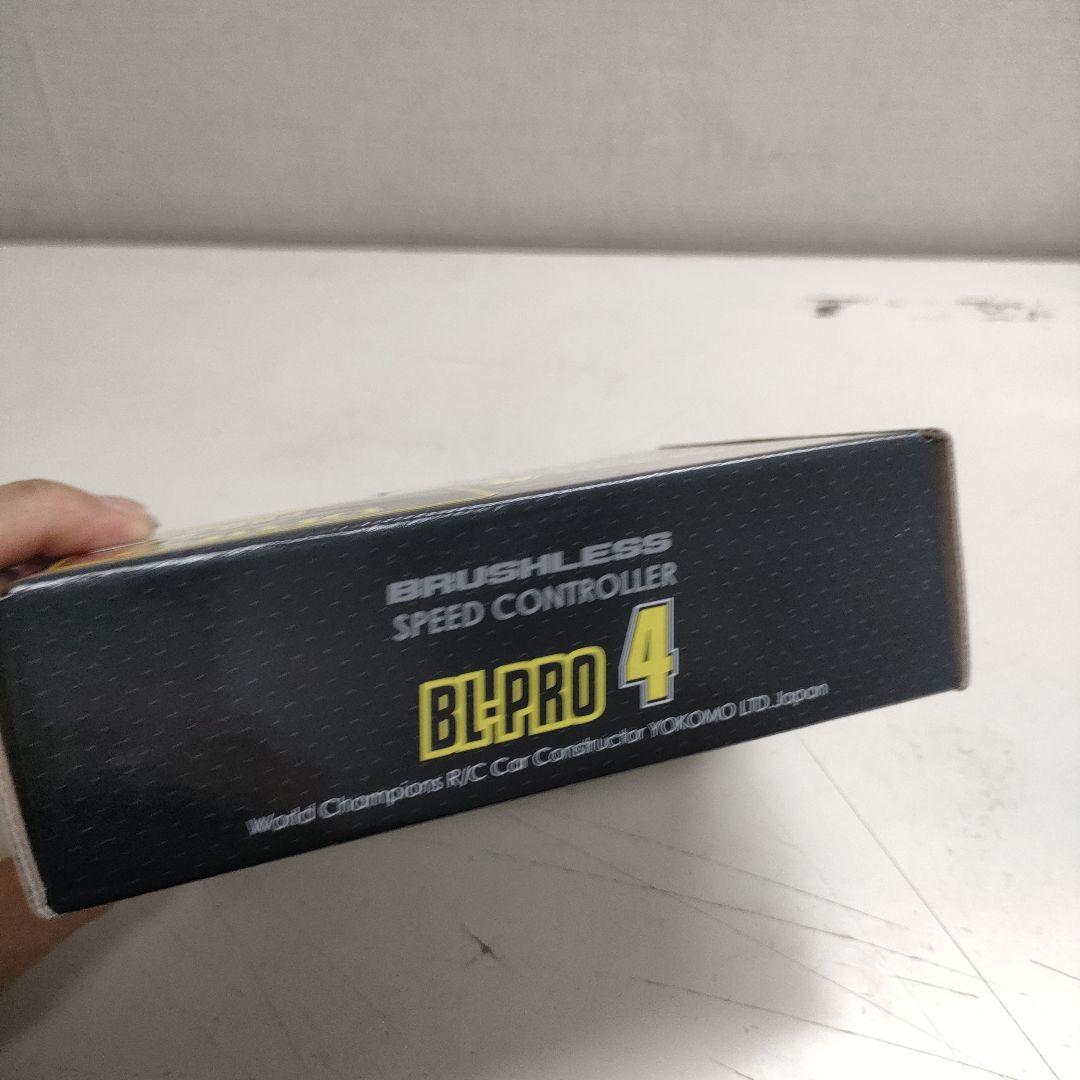 BRUSHLESS
SPEED CONTROLLER
BL-PRO 4
World Champions R/C Car Constructor YOKOMO LTD. Japan